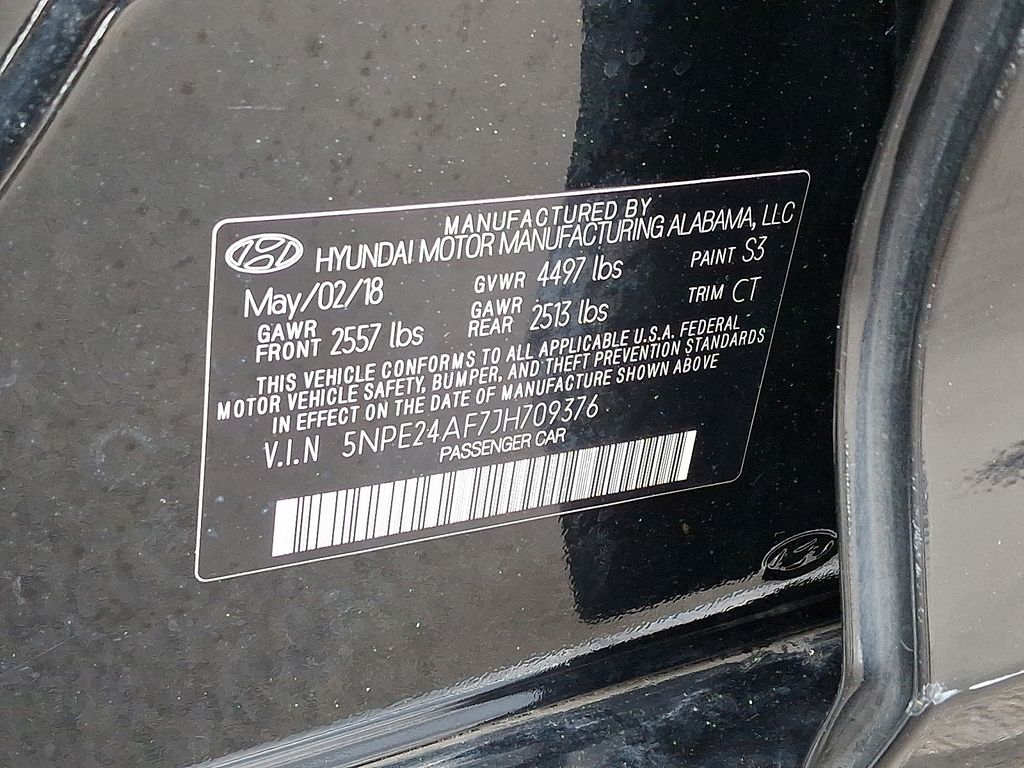 MANUFACTURED BY
HYUNDAI MOTOR MANUFACTURING ALABAMA, LLC
May/02/18 GVWR 4497 lbs PAINT S3
GAWR FRONT 2557 lbs GAWR REAR 2513 lbs TRIM CT
THIS VEHICLE CONFORMS TO ALL APPLICABLE U.S.A. FEDERAL
MOTOR VEHICLE SAFETY, BUMPER, AND THEFT PREVENTION STANDARDS
IN EFFECT ON THE DATE OF MANUFACTURE SHOWN ABOVE
V.I.N 5NPE24AF7JH709376
PASSENGER CAR